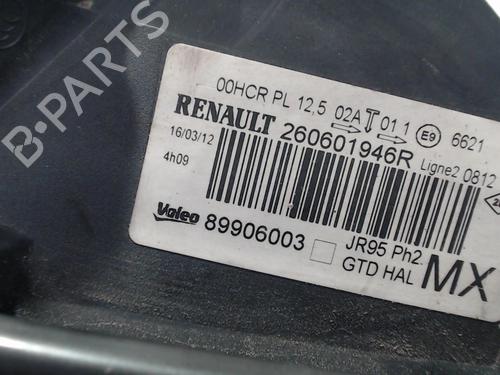 00HCR PL 12,5 02A 01 1 E9 6621
RENAULT 260601946R
16/03/12
4h09
Ligne2 0812
Valeo 89906003
JR95 Ph2
GTD HAL
MX
B-PARTS